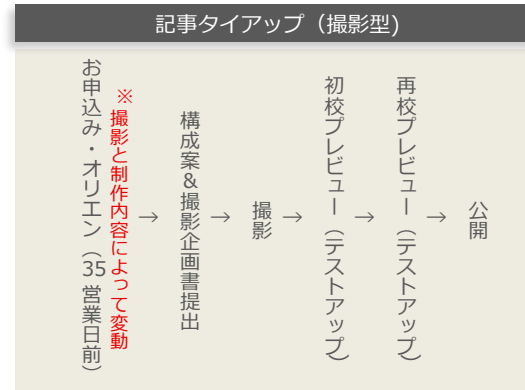 記事タイアップ（撮影型)
お申込み・オリエン（35営業日前）
※撮影と制作内容によって変動
→
構成案&撮影企画書提出
→
撮影
→
初校プレビュー（テストアップ）
→
再校プレビュー（テストアップ）
→
公開